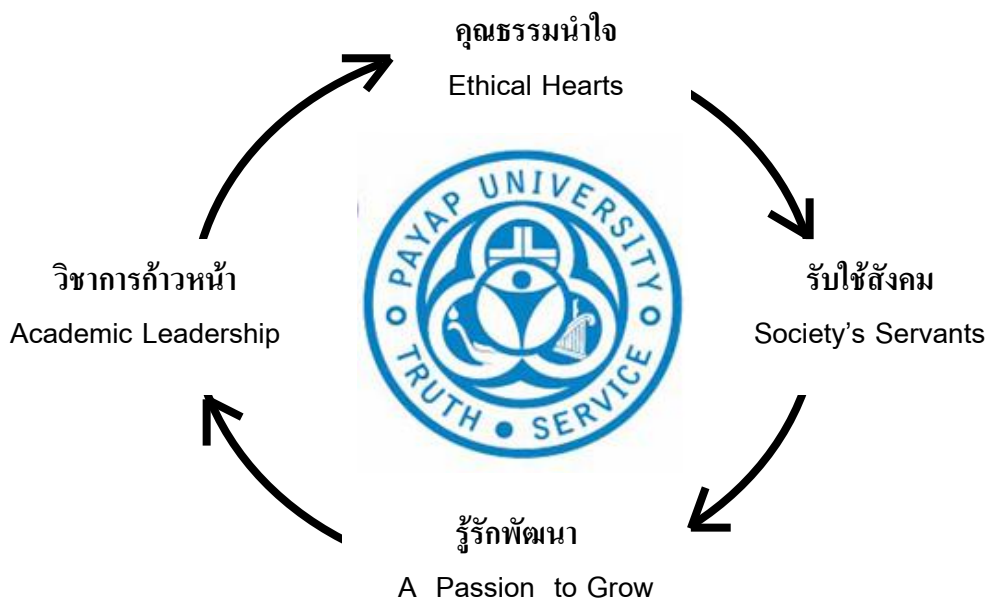 คุณธรรมนำใจ
Ethical Hearts
PAYAP UNIVERSITY
TRUTH • SERVICE
วิชาการก้าวหน้า
Academic Leadership
รับใช้สังคม
Society's Servants
รู้รักพัฒนา
A Passion to Grow